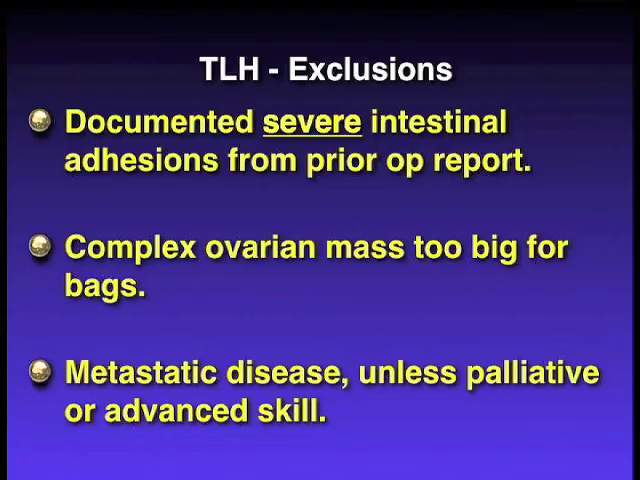 TLH - Exclusions
Documented severe intestinal
adhesions from prior op report.
Complex ovarian mass too big for
bags.
Metastatic disease, unless palliative
or advanced skill.